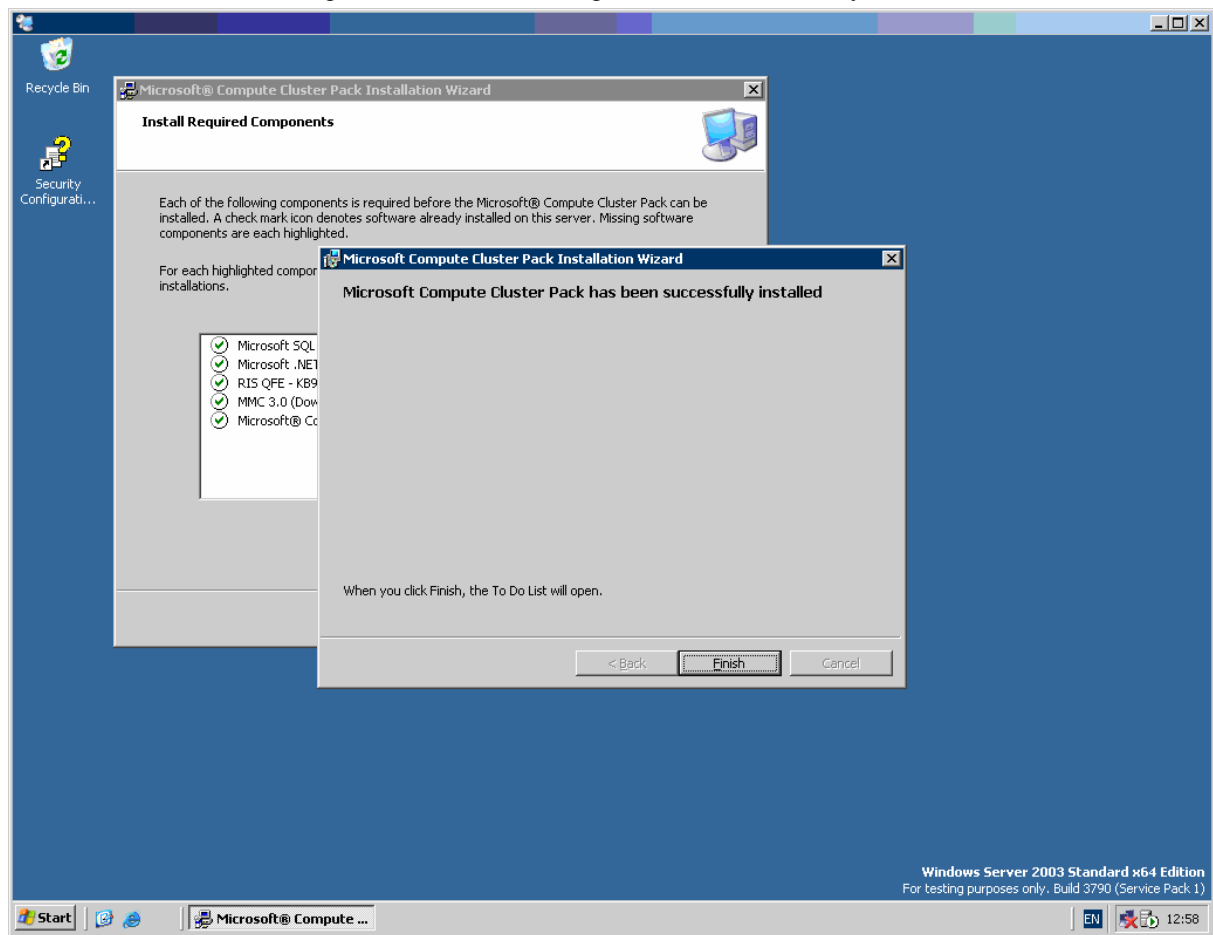 Recycle Bin
Security
Configurati...
Microsoft® Compute Cluster Pack Installation Wizard
Install Required Components
Each of the following components is required before the Microsoft® Compute Cluster Pack can be
installed. A check mark icon denotes software already installed on this server. Missing software
components are each highlighted.
For each highlighted compon
installations.
Microsoft SQL
Microsoft .NET
RIS QFE - KB9
MMC 3.0 (Dow
Microsoft® Co
Microsoft Compute Cluster Pack Installation Wizard
Microsoft Compute Cluster Pack has been successfully installed
When you click Finish, the To Do List will open.
< Back
Finish
Cancel
Windows Server 2003 Standard x64 Edition
For testing purposes only. Build 3790 (Service Pack 1)
Start
Microsoft® Compute ...
EN
12:58